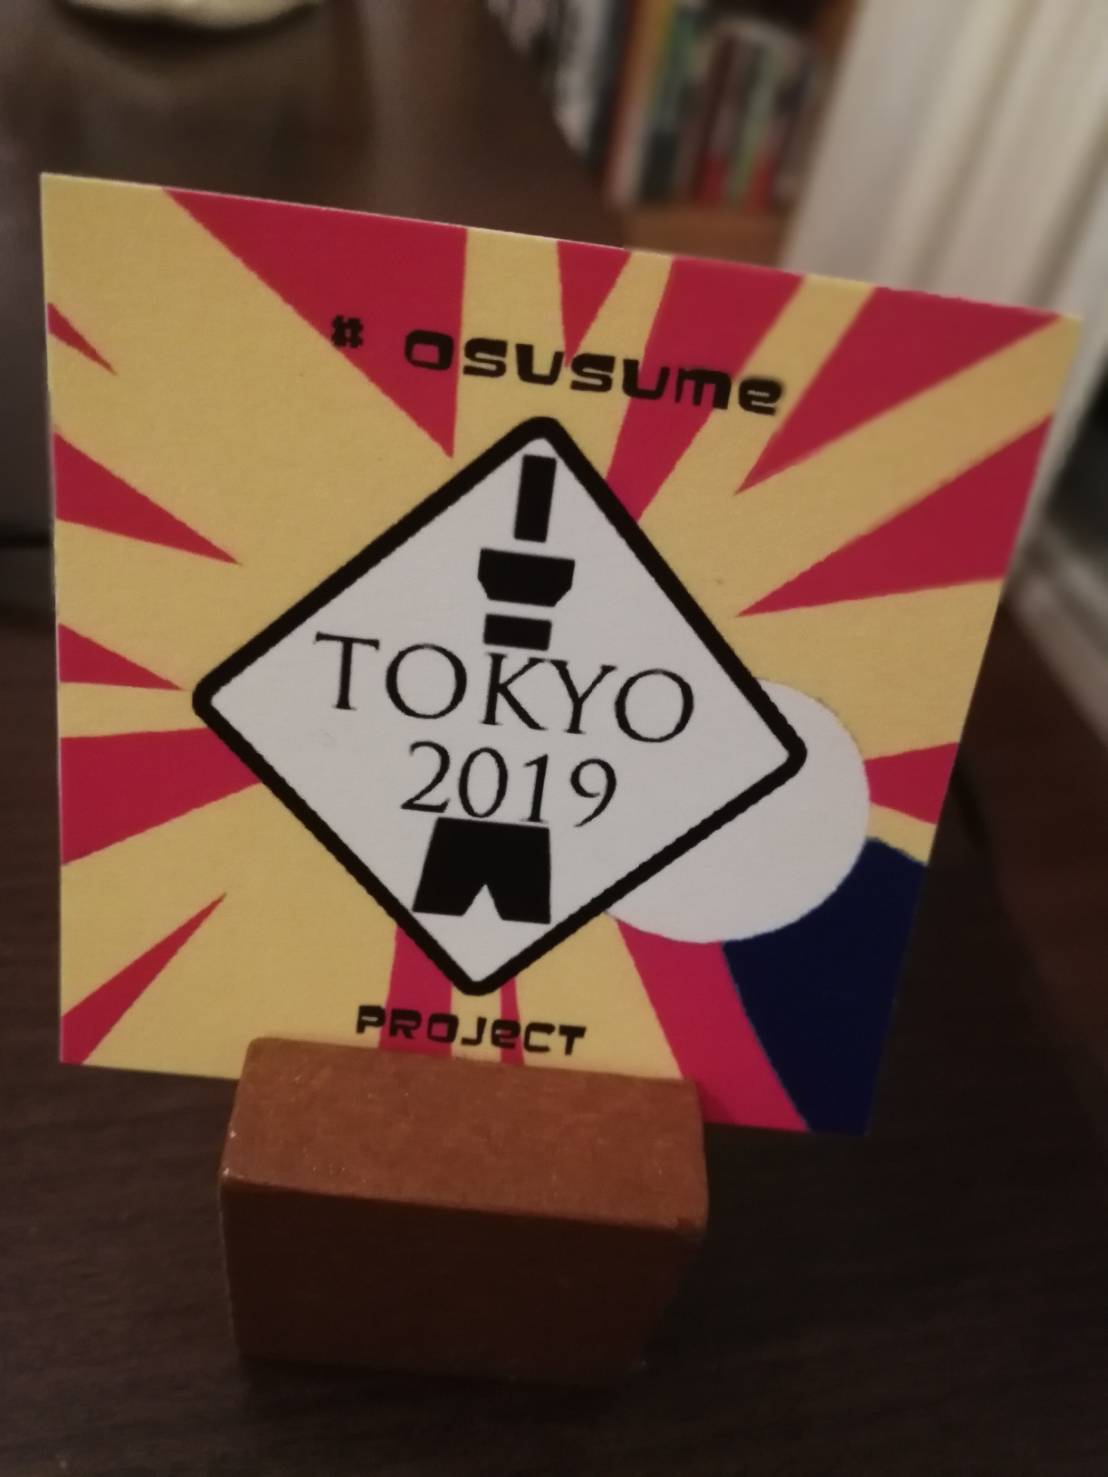 # osusume
TOKYO
2019
PROJeCT